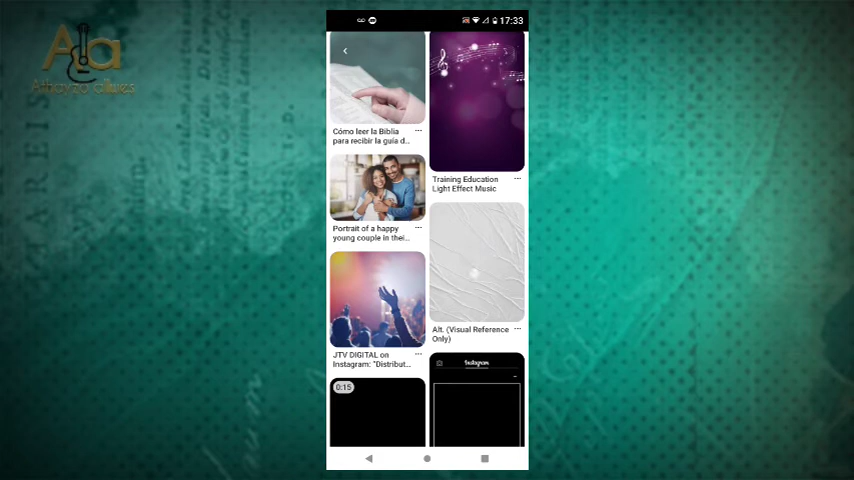 17:33
Cómo leer la Biblia
para recibir la guía d...
Training Education
Light Effect Music
Portrait of a happy
young couple in thei...
Alt. (Visual Reference
Only)
JTV DIGITAL on
Instagram: "Distribut...
0:15
Instagram
Ala